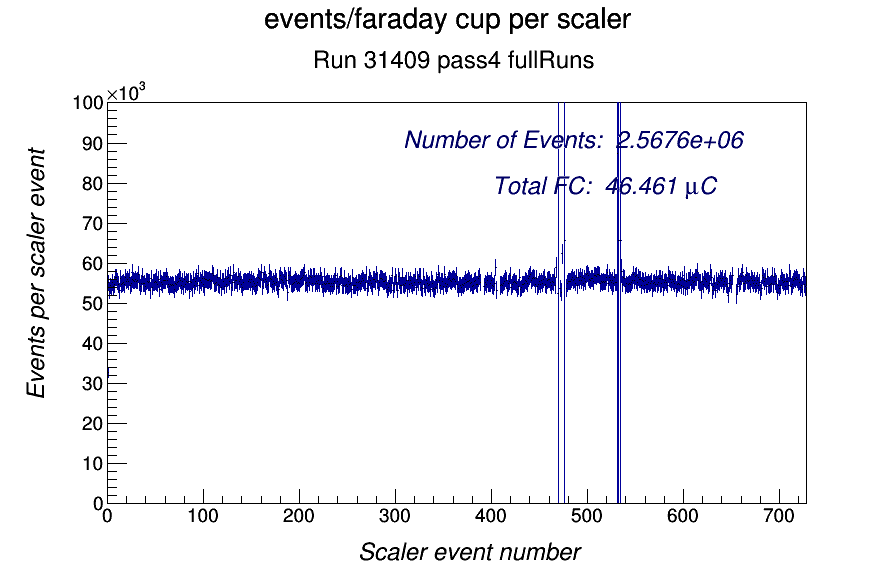 events/faraday cup per scaler
Run 31409 pass4 fullRuns
×10³
100
90
80
70
60
50
40
30
20
10
0
Number of Events: 2.5676e+06
Total FC: 46.461 μC
Events per scaler event
0 100 200 300 400 500 600 700
Scaler event number